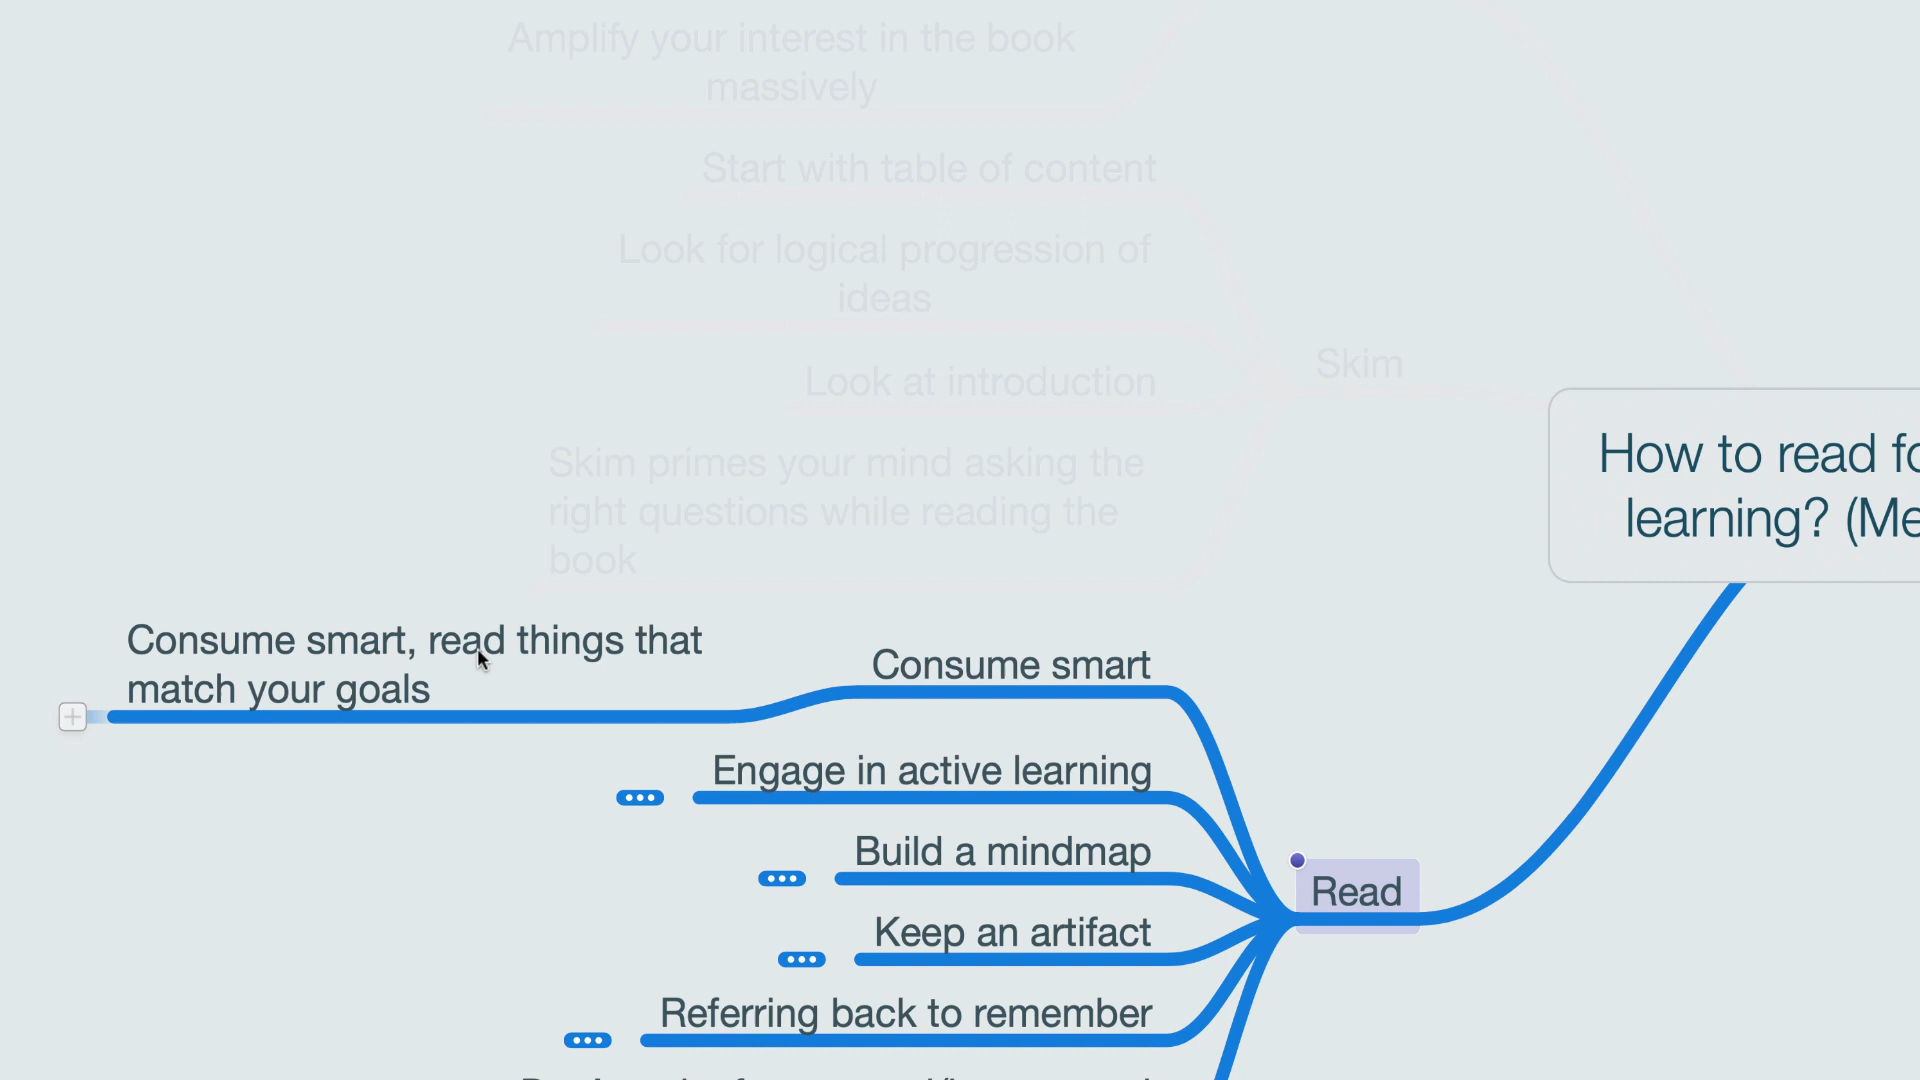 Amplify your interest in the book
massively
Start with table of content
Look for logical progression of
ideas
Look at introduction
Skim
Skim primes your mind asking the
right questions while reading the
book
How to read
learning?
Consume smart, read things that
match your goals
Consume smart
Engage in active learning
Build a mindmap
Keep an artifact
Referring back to remember
Read